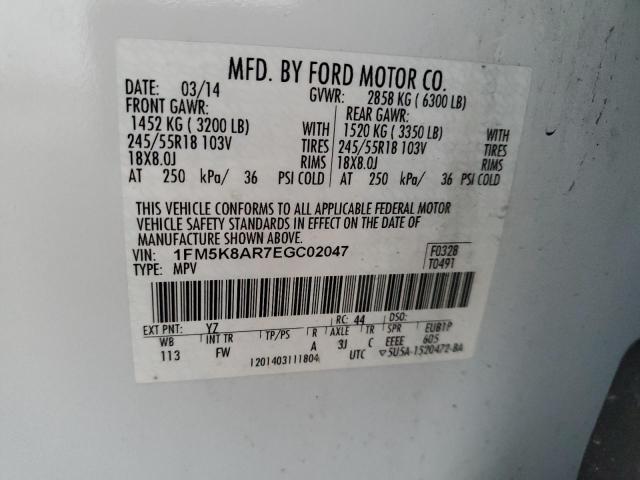 MFD. BY FORD MOTOR CO.
DATE: 03/14 GVWR: 2858 KG ( 6300 LB)
FRONT GAWR: REAR GAWR:
1452 KG ( 3200 LB) WITH 1520 KG ( 3350 LB) WITH
245/55R18 103V TIRES 245/55R18 103V TIRES
18X8.0J RIMS 18X8.0J RIMS
AT 250 kPa/ 36 PSI COLD AT 250 kPa/ 36 PSI COLD
THIS VEHICLE CONFORMS TO ALL APPLICABLE FEDERAL MOTOR
VEHICLE SAFETY STANDARDS IN EFFECT ON THE DATE OF
MANUFACTURE SHOWN ABOVE.
VIN: 1FM5K8AR7EGC02047 F0328
TYPE: MPV T0491
EXT PNT: YZ RC: 44 DSO:
WB INT TR TP/PS R AXLE TR SPR EUB1P
113 FW A 3J C EEEE 605
1201403111804 UTC ▽5U5A-1520472-BA